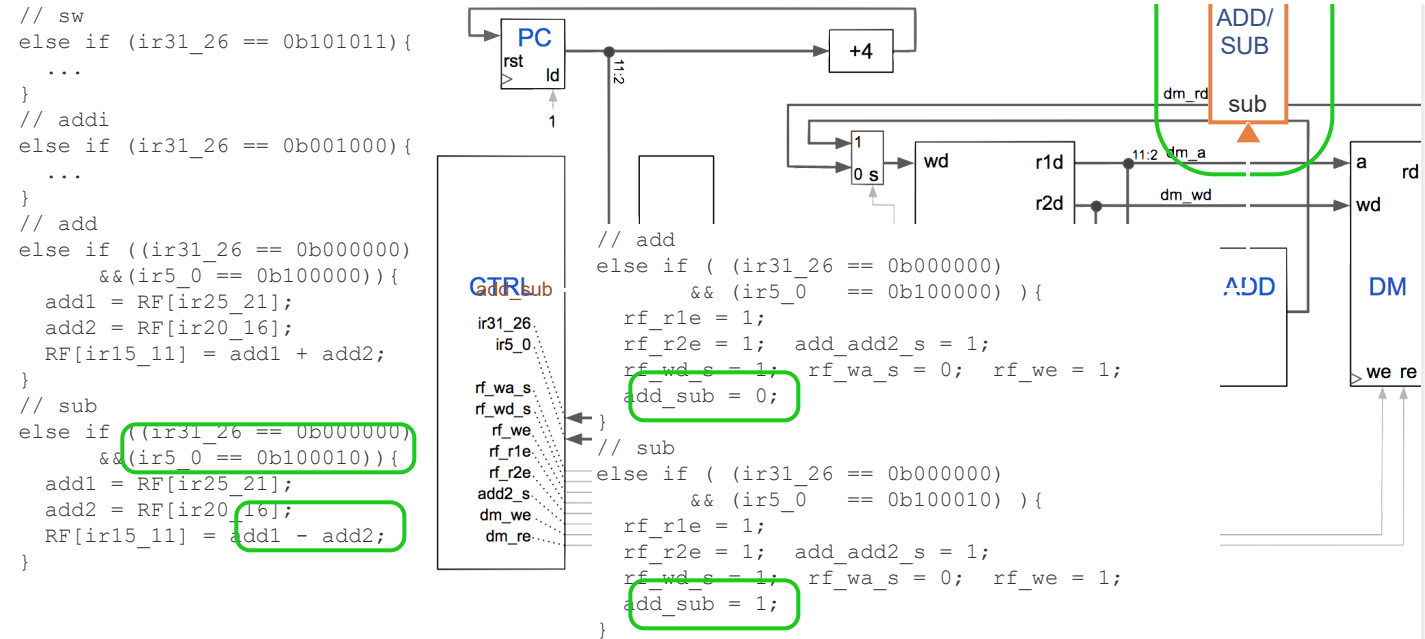 // sw
else if (ir31_26 == 0b101011){
...
}
// addi
else if (ir31_26 == 0b001000){
...
}
// add
else if ((ir31_26 == 0b000000)
&&(ir5_0 == 0b100000)){
add1 = RF[ir25_21];
add2 = RF[ir20_16];
RF[ir15_11] = add1 + add2;
}
// sub
else if ((ir31_26 == 0b000000)
&&(ir5_0 == 0b100010)){
add1 = RF[ir25_21];
add2 = RF[ir20_16];
RF[ir15_11] = add1 - add2;
}
PC
rst
ld
1
11:2
+4
ADD/
SUB
sub
dm_rd
1
0 s
wd
r1d
r2d
11:2 dm_a
dm_wd
a
rd
wd
DM
we re
ADD
CTRL
add_sub
ir31_26
ir5_0
rf_wa_s
rf_wd_s
rf_we
rf_r1e
rf_r2e
add2_s
dm_we
dm_re
// add
else if ( (ir31_26 == 0b000000)
&& (ir5_0 == 0b100000) ){
rf_r1e = 1;
rf_r2e = 1; add_add2_s = 1;
rf_wd_s = 1; rf_wa_s = 0; rf_we = 1;
add_sub = 0;
}
// sub
else if ( (ir31_26 == 0b000000)
&& (ir5_0 == 0b100010) ){
rf_r1e = 1;
rf_r2e = 1; add_add2_s = 1;
rf_wd_s = 1; rf_wa_s = 0; rf_we = 1;
add_sub = 1;
}